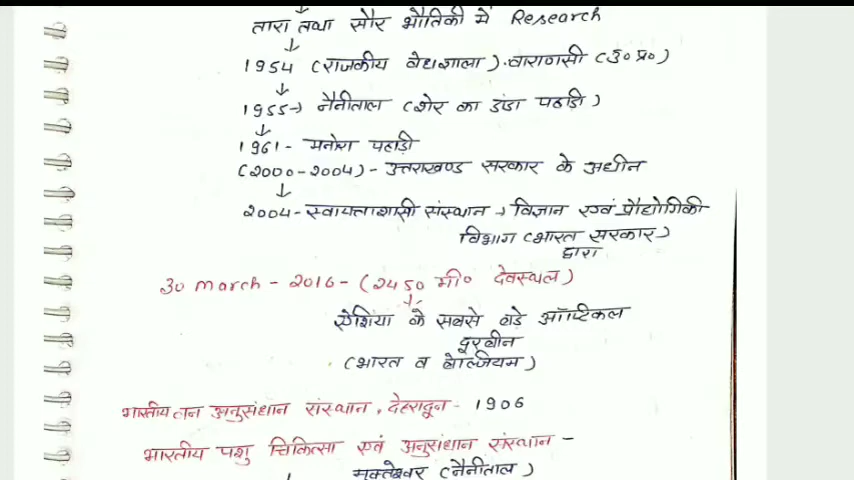 तारा तथा सौर भौतिकी में Research
↓
1954 (राजकीय वेधशाला).वाराणसी (उ० प्र०)
↓
1955→ नैनीताल (शेर का डांडा पहाडी)
↓
1961- मनोरा पहाडी
(2000-2004) - उत्तराखण्ड सरकार के अधीन
↓
2004-स्वायत्तशासी संस्थान → विज्ञान एवं प्रौद्योगिकी
विभाग (भारत सरकार)
द्वारा
30 March - 2016 - (2450 मी० देवस्थल)
↓
ऐशिया के सबसे बडे ऑप्टिकल
दूरबीन
(भारत व बेल्जियम)
भारतीय वन अनुसंधान संस्थान, देहरादून - 1906
भारतीय पशु चिकित्सा एवं अनुसंधान संस्थान -
मुक्तेश्वर (नैनीताल)